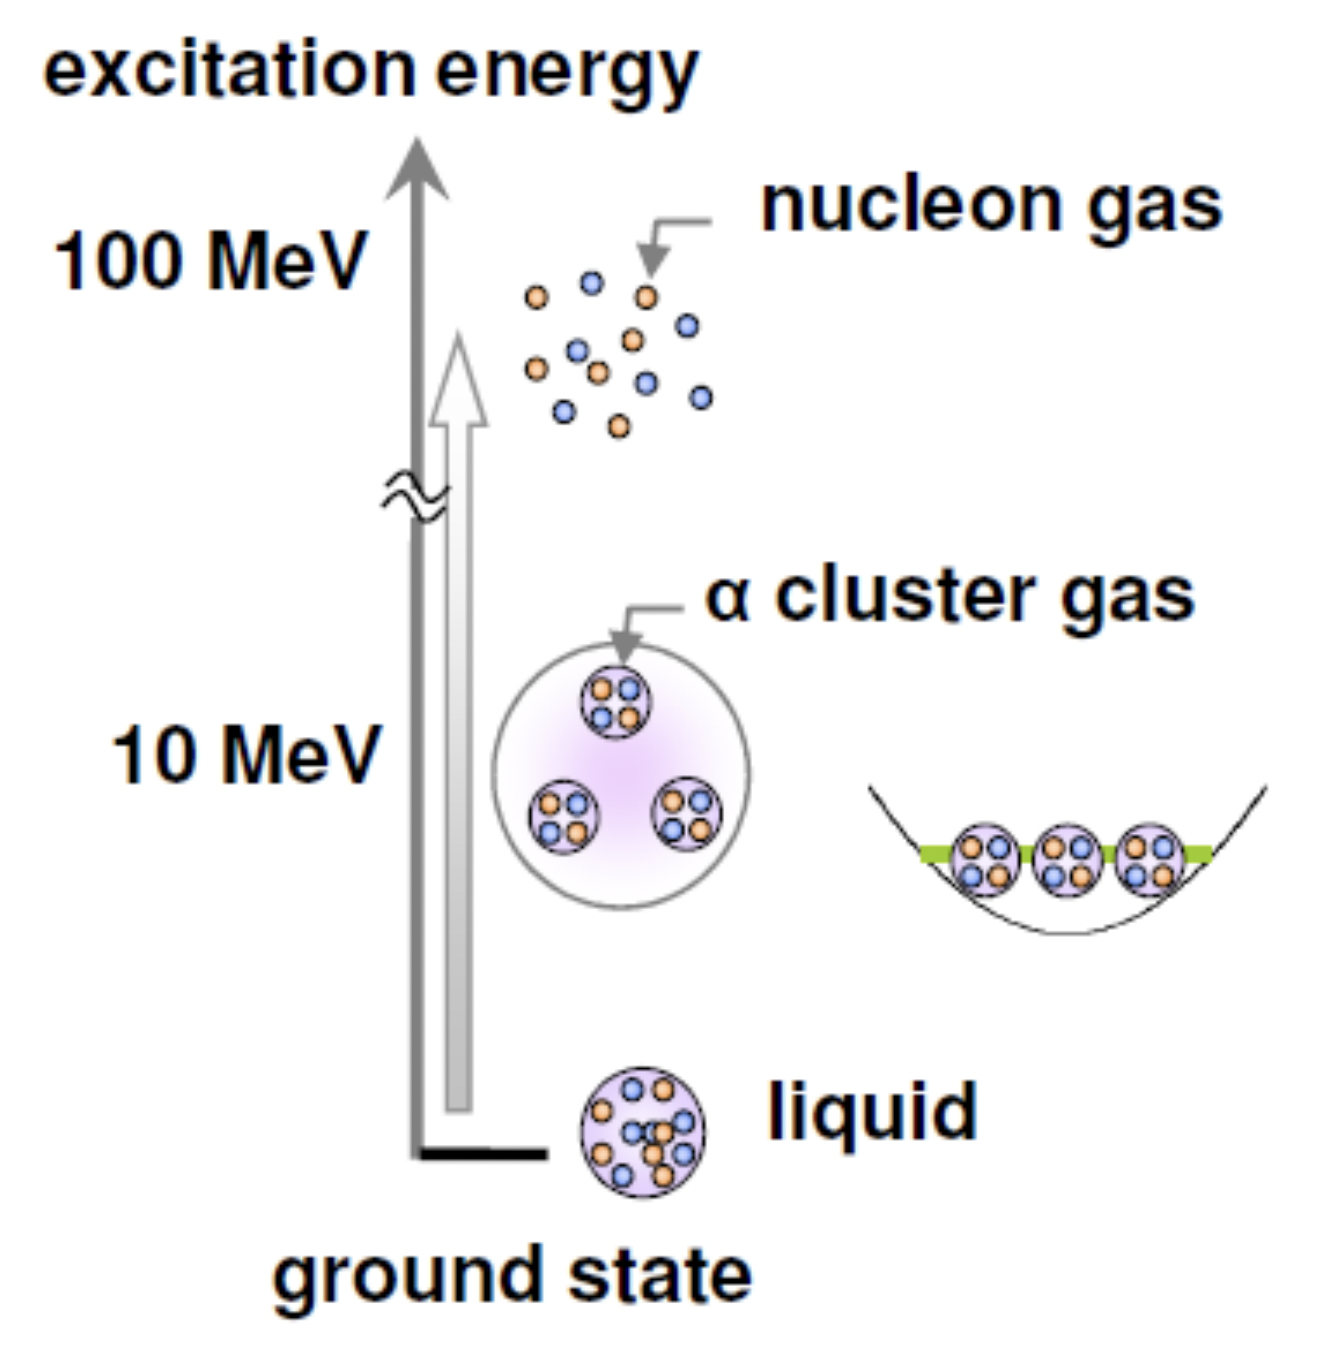 excitation energy
nucleon gas
100 MeV
α cluster gas
10 MeV
liquid
ground state